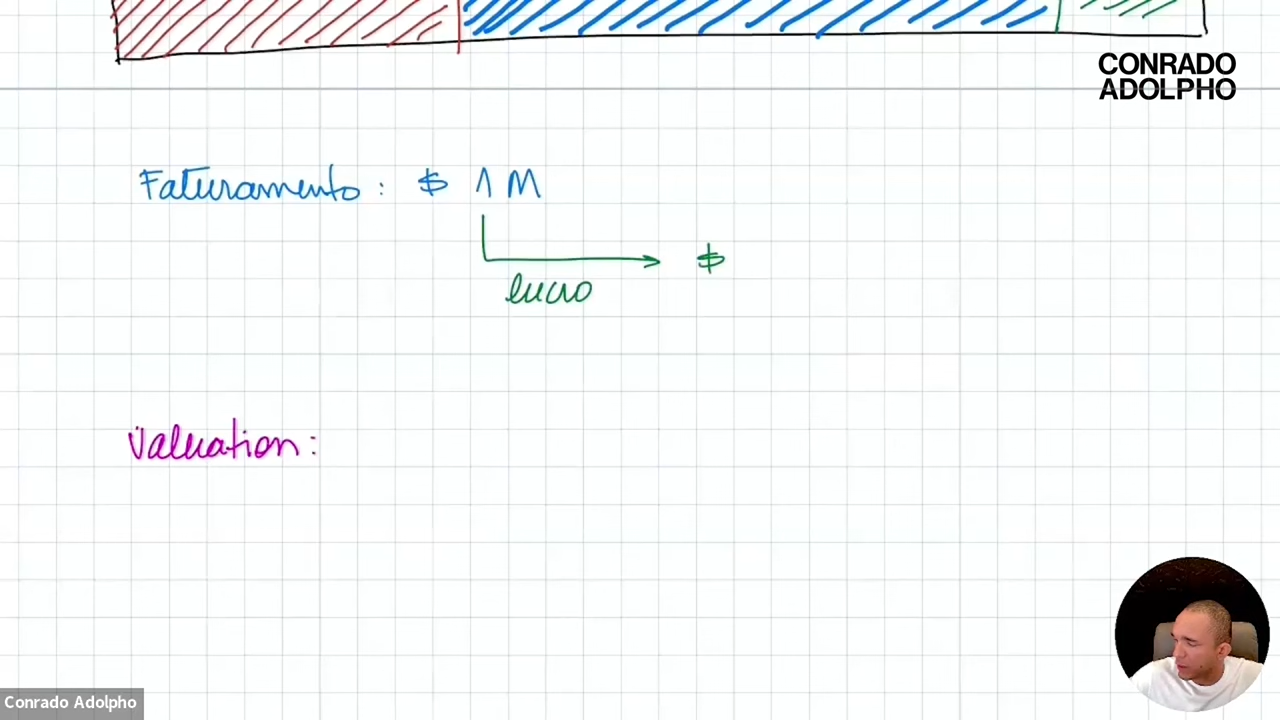 CONRADO
ADOLPHO
Faturamento: $ 1 M
$
lucro
Valuation:
Conrado Adolpho